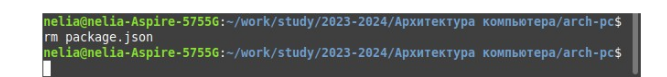 nelia@nelia-Aspire-5755G:~/work/study/2023-2024/Архитектура компьютера/arch-pc$
rm package.json
nelia@nelia-Aspire-5755G:~/work/study/2023-2024/Архитектура компьютера/arch-pc$